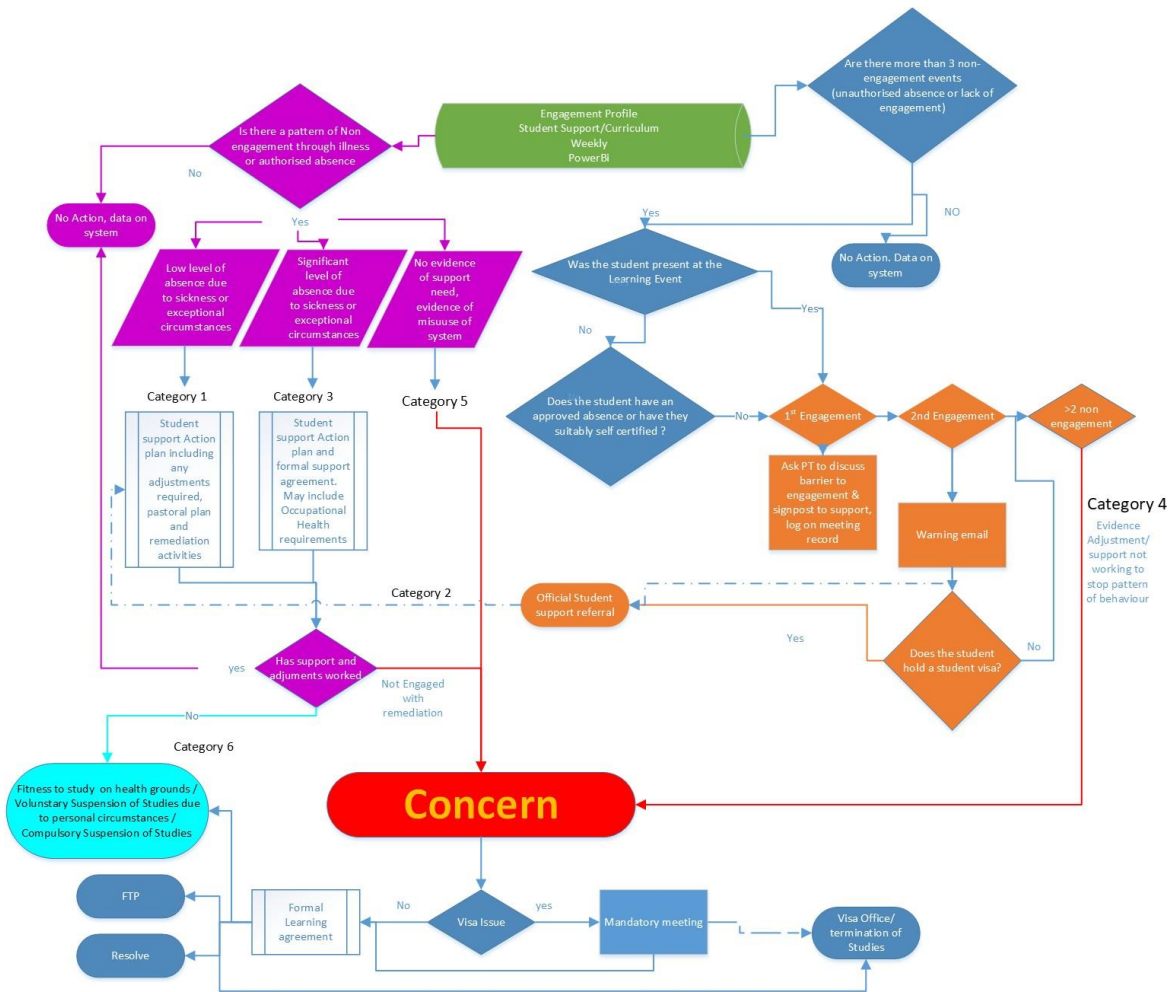 Are there more than 3 non-
engagement events
(unauthorised absence or lack of
engagement)
Engagement Profile
Student Support/Curriculum
Weekly
PowerBi
Is there a pattern of Non
engagement through illness
or authorised absence
No
Yes
No Action, data on
system
Low level of
absence due
to sickness or
exceptional
circumstances
Significant
level of
absence due
to sickness or
exceptional
circumstances
No evidence
of support
need,
evidence of
misuuse of
system
Yes
NO
No Action. Data on
system
Was the student present at the
Learning Event
No
Yes
Category 1
Category 3
Category 5
Does the student have an
approved absence or have they
suitably self certified ?
No
1st Engagement
2nd Engagement
>2 non
engagement
Student
support Action
plan including
any
adjustments
required,
pastoral plan
and
remediation
activities
Student
support Action
plan and
formal support
agreement.
May include
Occupational
Health
requirements
Ask PT to discuss
barrier to
engagement &
signpost to support,
log on meeting
record
Warning email
Category 4
Evidence
Adjustment/
support not
working to
stop pattern
of behaviour
Category 2
Official Student
support referral
Yes
Does the student
hold a student visa?
No
yes
Has support and
adjuments worked
Not Engaged
with
remediation
No
Category 6
Fitness to study on health grounds /
Voluntary Suspension of Studies due
to personal circumstances /
Compulsory Suspension of Studies
Concern
FTP
Resolve
Formal
Learning
agreement
No
Visa Issue
yes
Mandatory meeting
Visa Office/
termination of
Studies